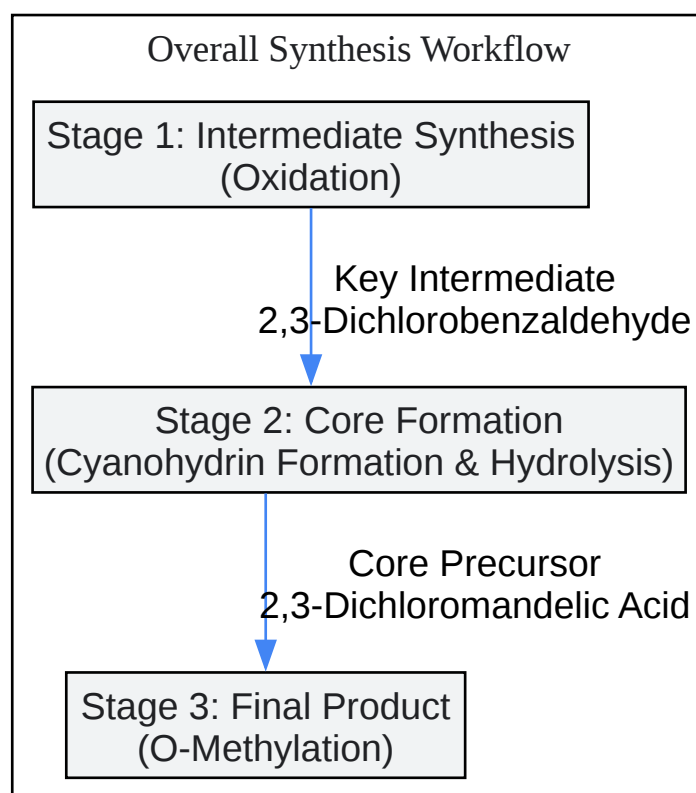 Overall Synthesis Workflow
Stage 1: Intermediate Synthesis
(Oxidation)
Key Intermediate
2,3-Dichlorobenzaldehyde
Stage 2: Core Formation
(Cyanohydrin Formation & Hydrolysis)
Core Precursor
2,3-Dichloromandelic Acid
Stage 3: Final Product
(O-Methylation)